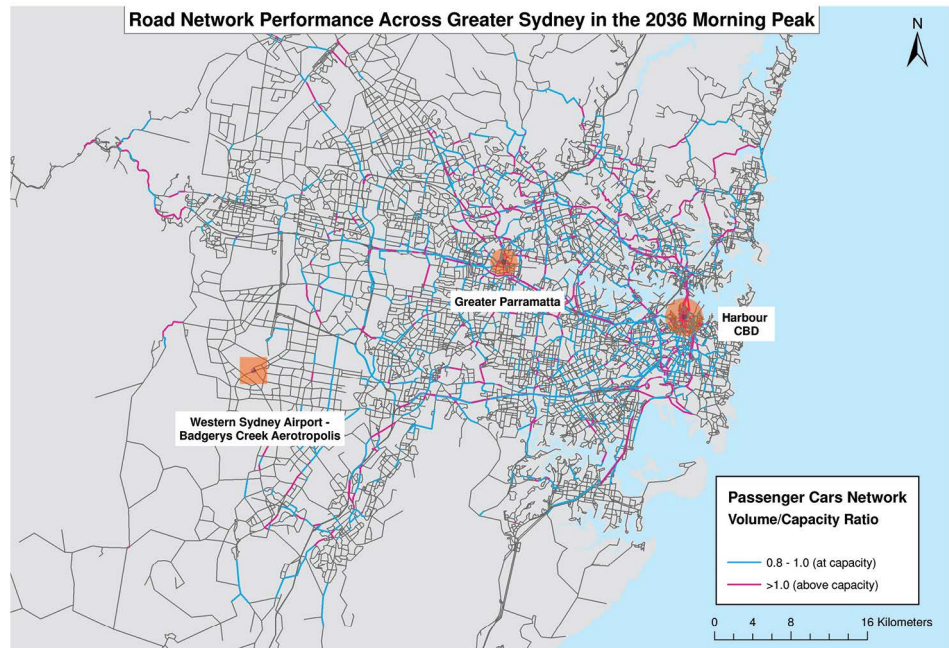 Road Network Performance Across Greater Sydney in the 2036 Morning Peak
N
Greater Parramatta
Harbour
CBD
Western Sydney Airport -
Badgerys Creek Aerotropolis
Passenger Cars Network
Volume/Capacity Ratio
0.8 - 1.0 (at capacity)
>1.0 (above capacity)
0 4 8 16 Kilometers